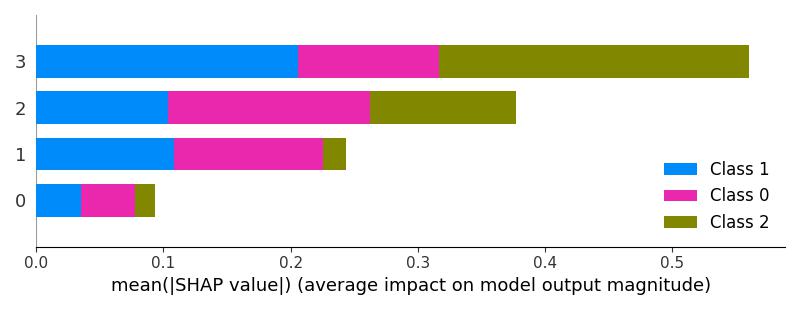 3
2
1
0
Class 1
Class 0
Class 2
0.0 0.1 0.2 0.3 0.4 0.5
mean(|SHAP value|) (average impact on model output magnitude)